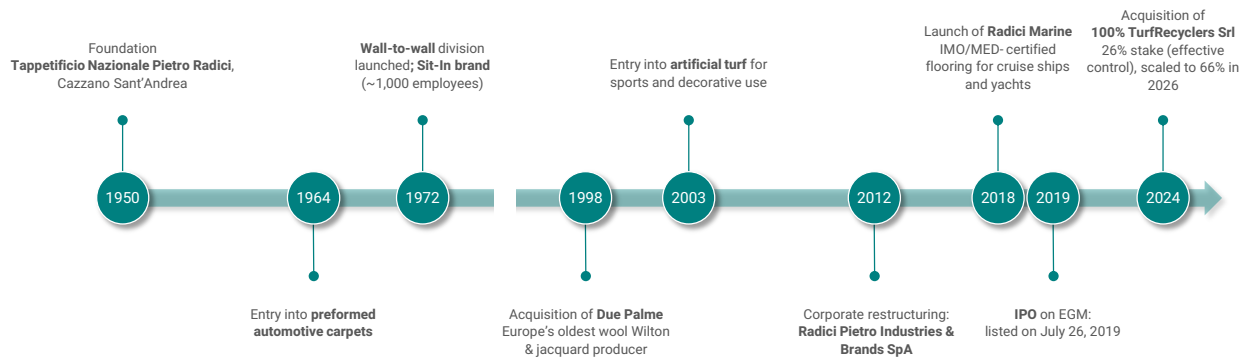 Foundation
Tappetificio Nazionale Pietro Radici,
Cazzano Sant'Andrea
Wall-to-wall division
launched; Sit-In brand
(~1,000 employees)
Entry into artificial turf for
sports and decorative use
Launch of Radici Marine
IMO/MED- certified
flooring for cruise ships
and yachts
Acquisition of
100% TurfRecyclers Srl
26% stake (effective
control), scaled to 66% in
2026
1950
1964
1972
1998
2003
2012
2018
2019
2024
Entry into preformed
automotive carpets
Acquisition of Due Palme
Europe's oldest wool Wilton
& jacquard producer
Corporate restructuring:
Radici Pietro Industries &
Brands SpA
IPO on EGM:
listed on July 26, 2019